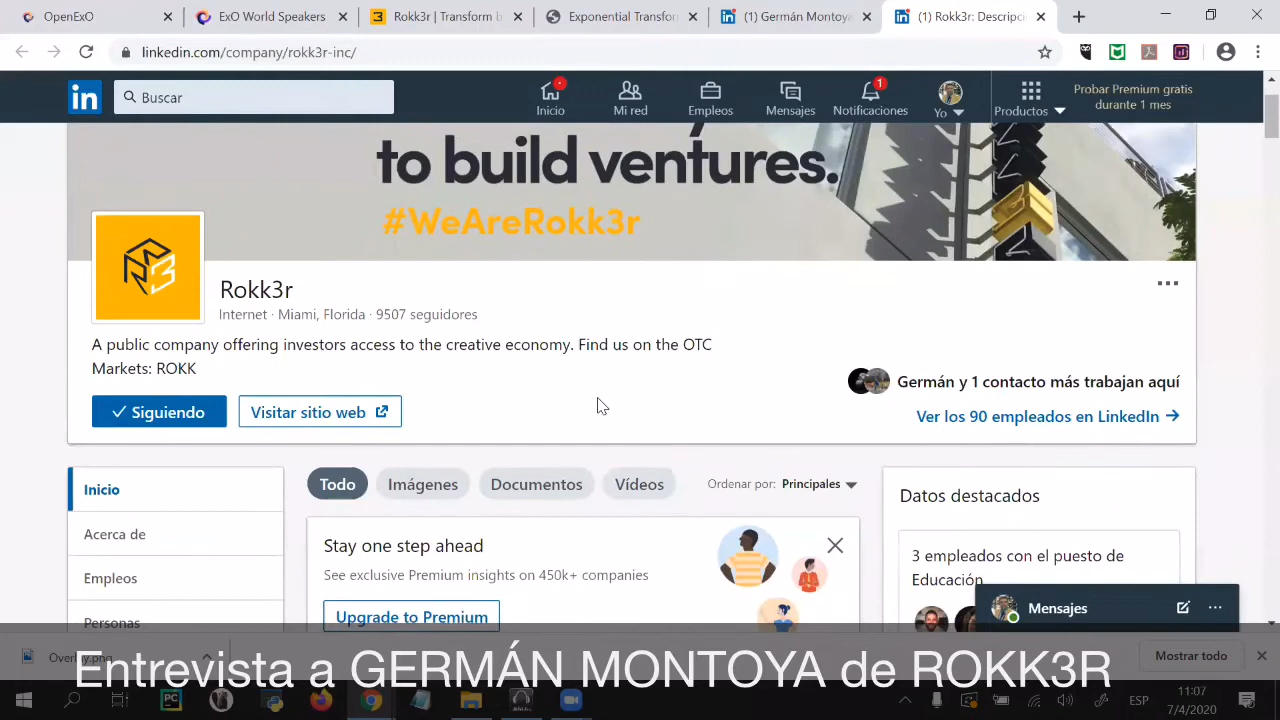 OpenExO
ExO World Speakers
Rokk3r | Transform b
Exponential Transfor
(1) Germán Montoya
(1) Rokk3r: Descripci
linkedin.com/company/rokk3r-inc/
in
Buscar
Inicio
Mi red
Empleos
Mensajes
1
Notificaciones
Yo
Productos
Probar Premium gratis
durante 1 mes
to build ventures.
#WeAreRokk3r
Rokk3r
Internet · Miami, Florida · 9507 seguidores
A public company offering investors access to the creative economy. Find us on the OTC
Markets: ROKK
Siguiendo
Visitar sitio web
Germán y 1 contacto más trabajan aquí
Ver los 90 empleados en LinkedIn
Inicio
Acerca de
Empleos
Personas
Todo
Imágenes
Documentos
Vídeos
Ordenar por: Principales
Stay one step ahead
See exclusive Premium insights on 450k+ companies
Upgrade to Premium
Datos destacados
3 empleados con el puesto de
Educación
Mensajes
Overlay.png
Mostrar todo
Entrevista a GERMÁN MONTOYA de ROKK3R
ESP
11:07
7/4/2020